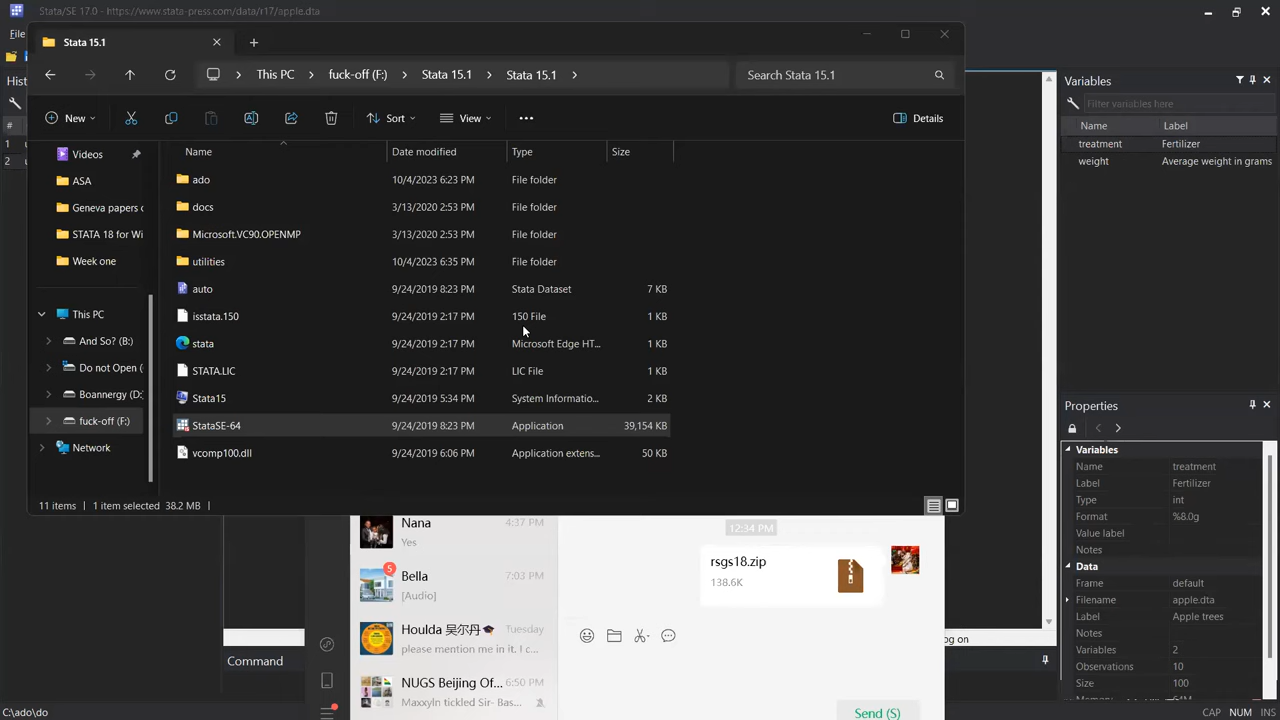 Stata/SE 17.0 - https://www.stata-press.com/data/r17/apple.dta
Stata 15.1
This PC
fuck-off (F:)
Stata 15.1
Stata 15.1
Search Stata 15.1
New
Sort
View
Details
Name
Date modified
Type
Size
Videos
ASA
Geneva papers
STATA 18 for Wi
Week one
This PC
And So? (B:)
Do not Open (
Boannergy (D:)
fuck-off (F:)
Network
ado
10/4/2023 6:23 PM
File folder
docs
3/13/2020 2:53 PM
File folder
Microsoft.VC90.OPENMP
3/13/2020 2:53 PM
File folder
utilities
10/4/2023 6:35 PM
File folder
auto
9/24/2019 8:23 PM
Stata Dataset
7 KB
isstata.150
9/24/2019 2:17 PM
150 File
1 KB
stata
9/24/2019 2:17 PM
Microsoft Edge HT...
1 KB
STATA.LIC
9/24/2019 2:17 PM
LIC File
1 KB
Stata15
9/24/2019 5:34 PM
System Informatio...
2 KB
StataSE-64
9/24/2019 8:23 PM
Application
39,154 KB
vcomp100.dll
9/24/2019 6:06 PM
Application extens...
50 KB
11 items
1 item selected 38.2 MB
File
Hist
#
1
2
Variables
Filter variables here
Name
Label
treatment
Fertilizer
weight
Average weight in grams
Properties
Variables
Name
treatment
Label
Fertilizer
Type
int
Format
%8.0g
Value label
Notes
Data
Frame
default
Filename
apple.dta
Label
Apple trees
Notes
Variables
2
Observations
10
Size
100
Nana
4:37 PM
Yes
5
Bella
7:03 PM
[Audio]
Houlda 吴尔丹🎓
Tuesday
please mention me in it. I c...
NUGS Beijing Of...
6:50 PM
Maxxyln tickled Sir- Bas...
12:34 PM
rsgs18.zip
138.6K
Send (S)
og on
Command
C:\ado\do
CAP
NUM
INS